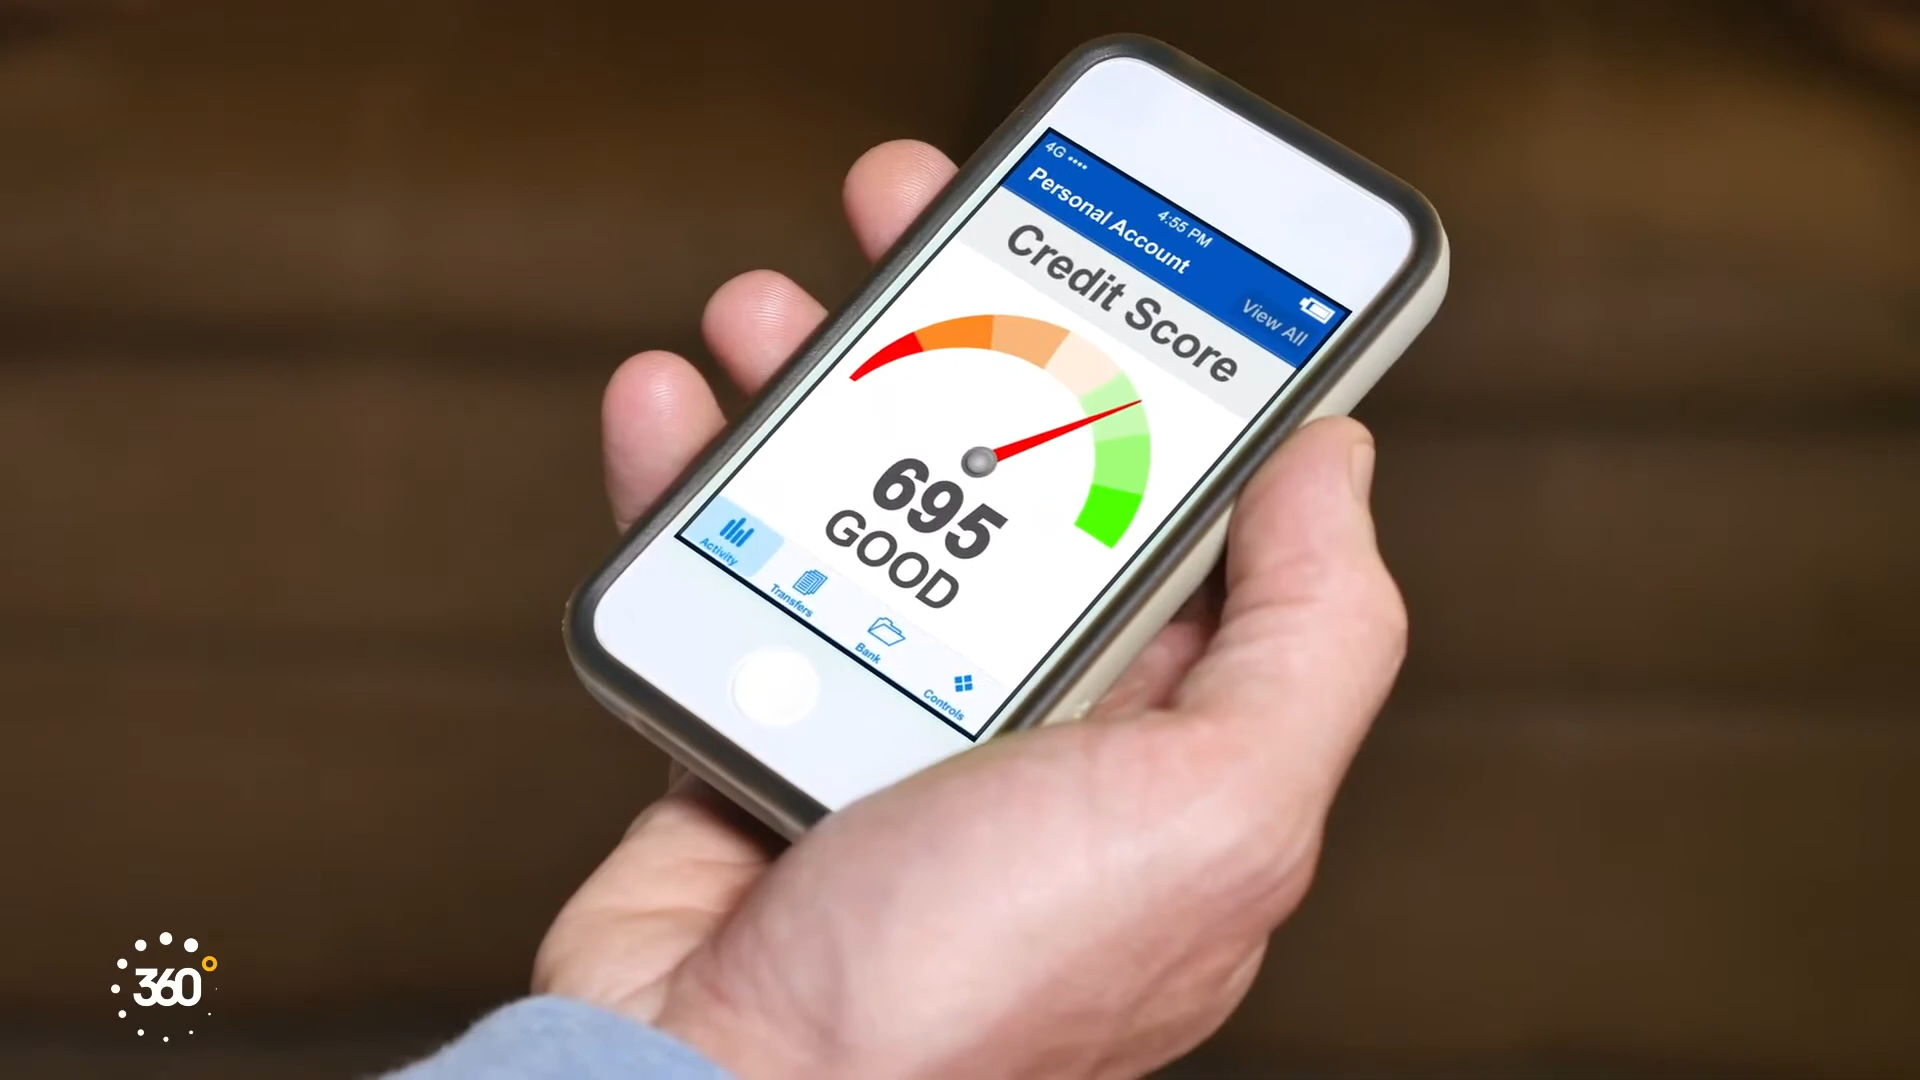 4G
4:55 PM
Personal Account
View All
Credit Score
695
GOOD
Activity
Transfers
Bank
Controls
360